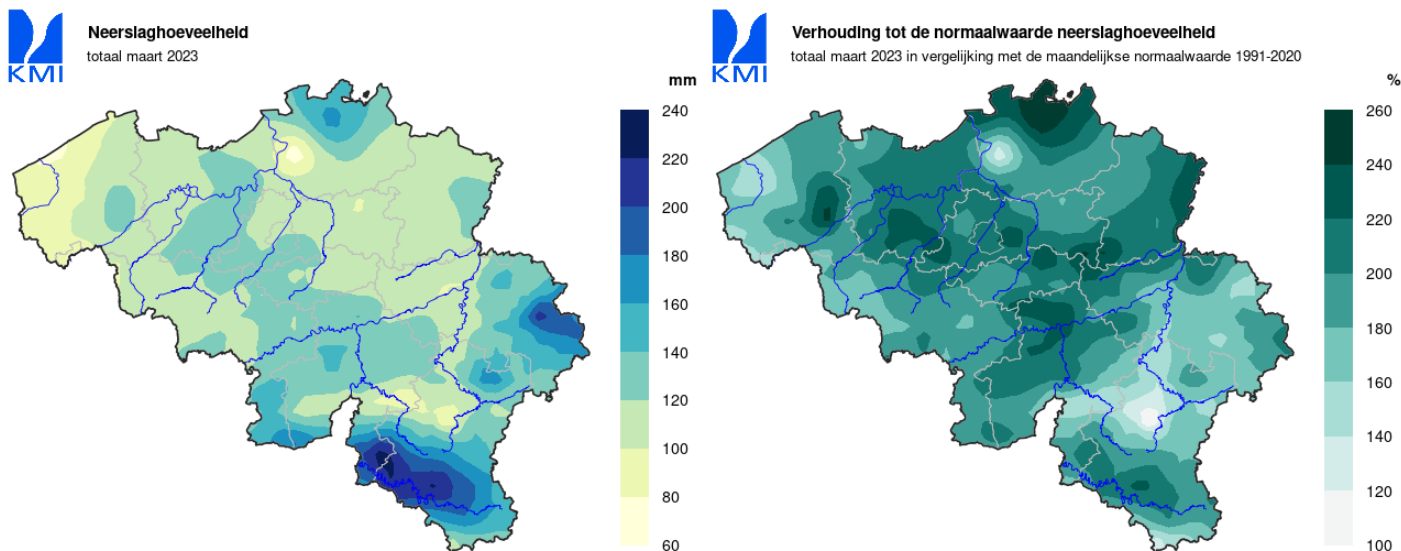 KMI
Neerslaghoeveelheid
totaal maart 2023
mm
240
220
200
180
160
140
120
100
80
60
KMI
Verhouding tot de normaalwaarde neerslaghoeveelheid
totaal maart 2023 in vergelijking met de maandelijkse normaalwaarde 1991-2020
%
260
240
220
200
180
160
140
120
100